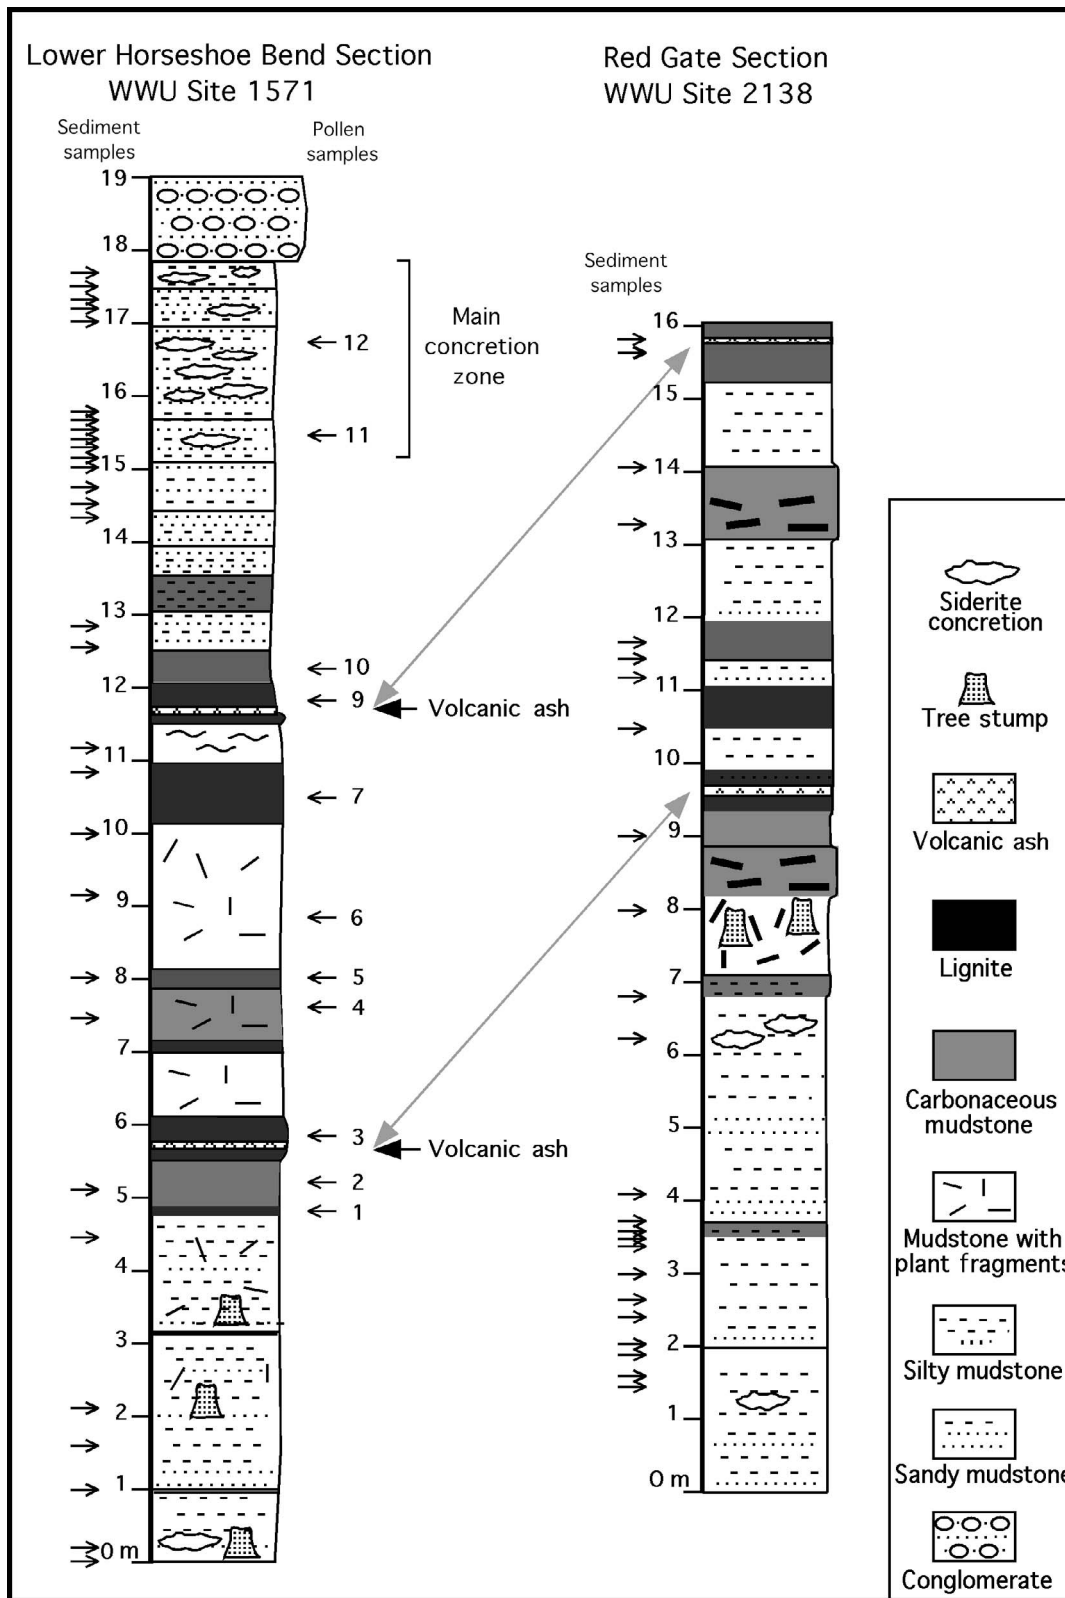 Lower Horseshoe Bend Section
WWU Site 1571
Sediment
samples
Pollen
samples
19
18
17
16
15
14
13
12
11
10
9
8
7
6
5
4
3
2
1
0 m
12
11
10
9
7
6
5
4
3
2
1
Main
concretion
zone
Volcanic ash
Volcanic ash
Red Gate Section
WWU Site 2138
Sediment
samples
16
15
14
13
12
11
10
9
8
7
6
5
4
3
2
1
0 m
Siderite
concretion
Tree stump
Volcanic ash
Lignite
Carbonaceous
mudstone
Mudstone with
plant fragments
Silty mudstone
Sandy mudstone
Conglomerate